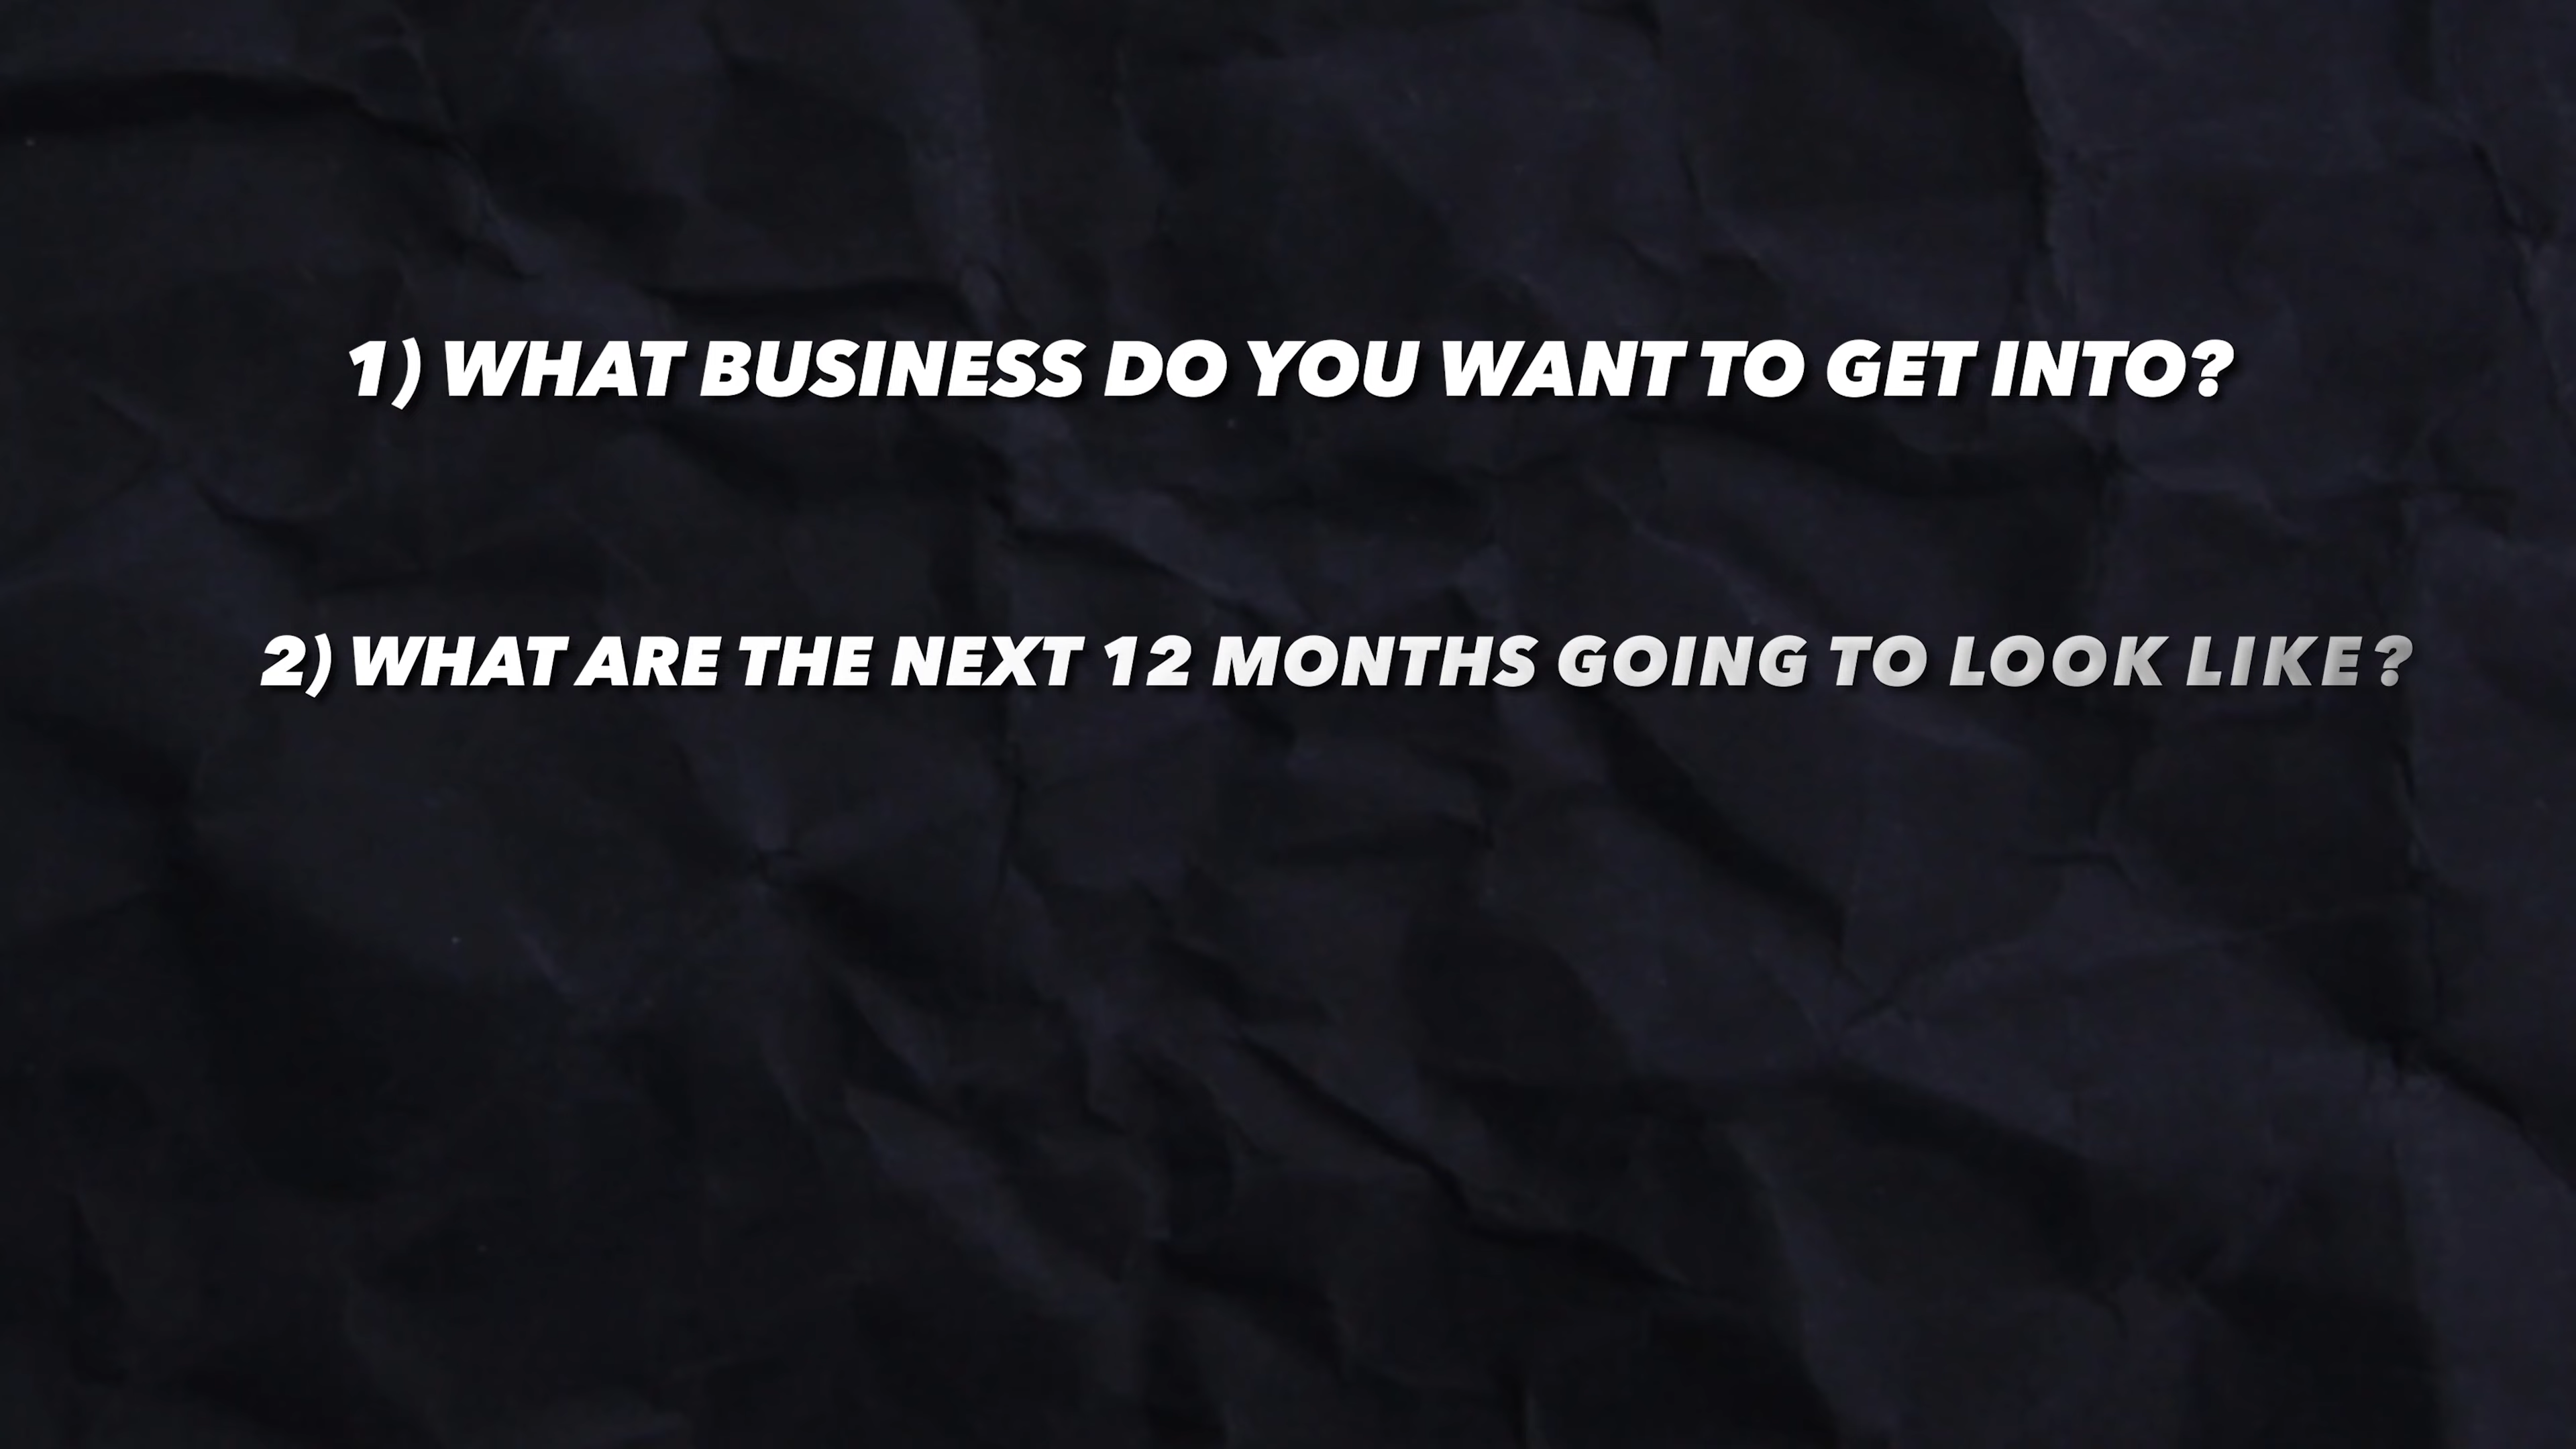 1) WHAT BUSINESS DO YOU WANT TO GET INTO?
2) WHAT ARE THE NEXT 12 MONTHS GOING TO LOOK LIKE?